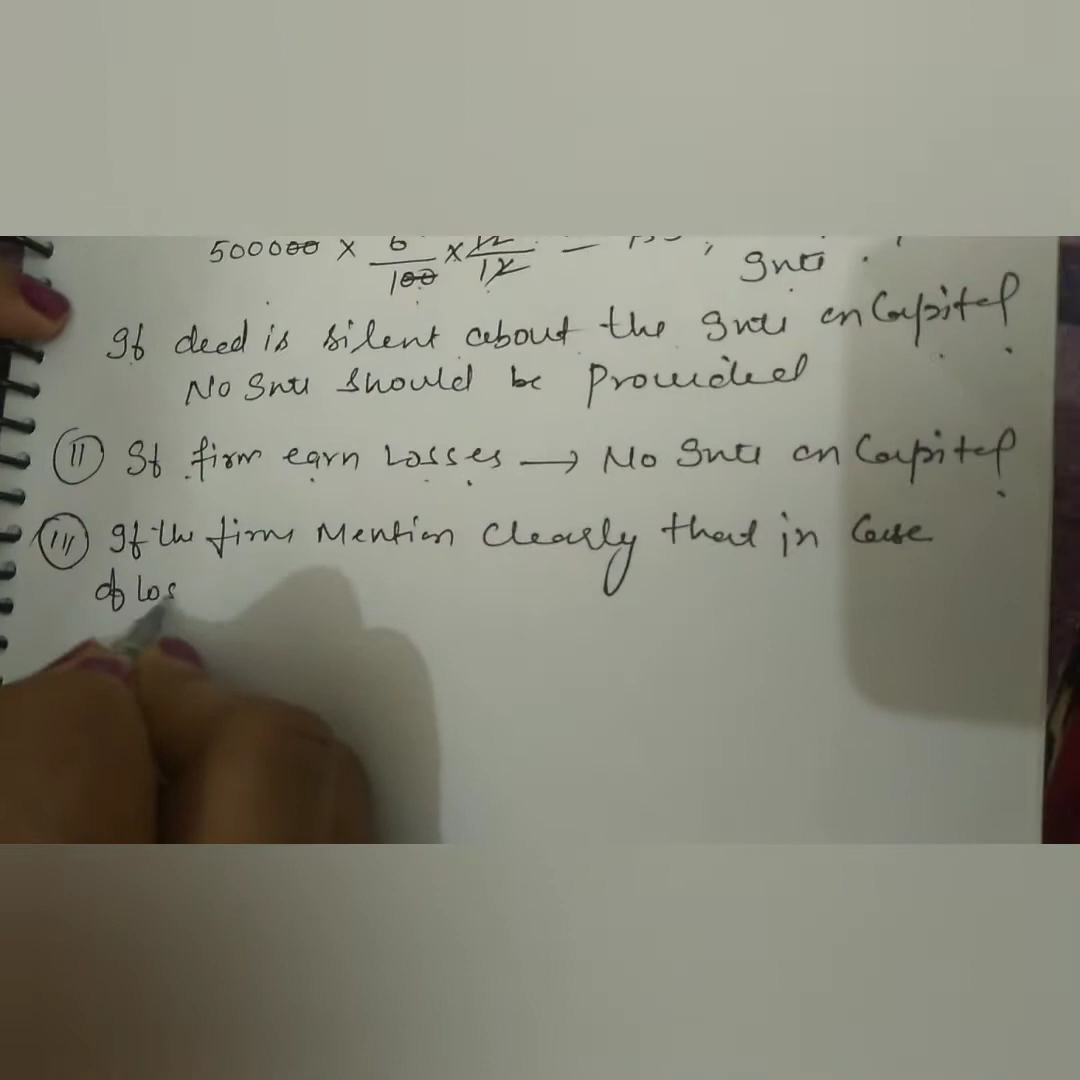 500000 × 6/100 × 12/12 =
Intt .
If deed is silent about the Intt on Capital
No Intt should be Provided
(II) If firm earn Losses → No Intt on Capital
(III) If the firm Mention Clearly that in Case
of Los